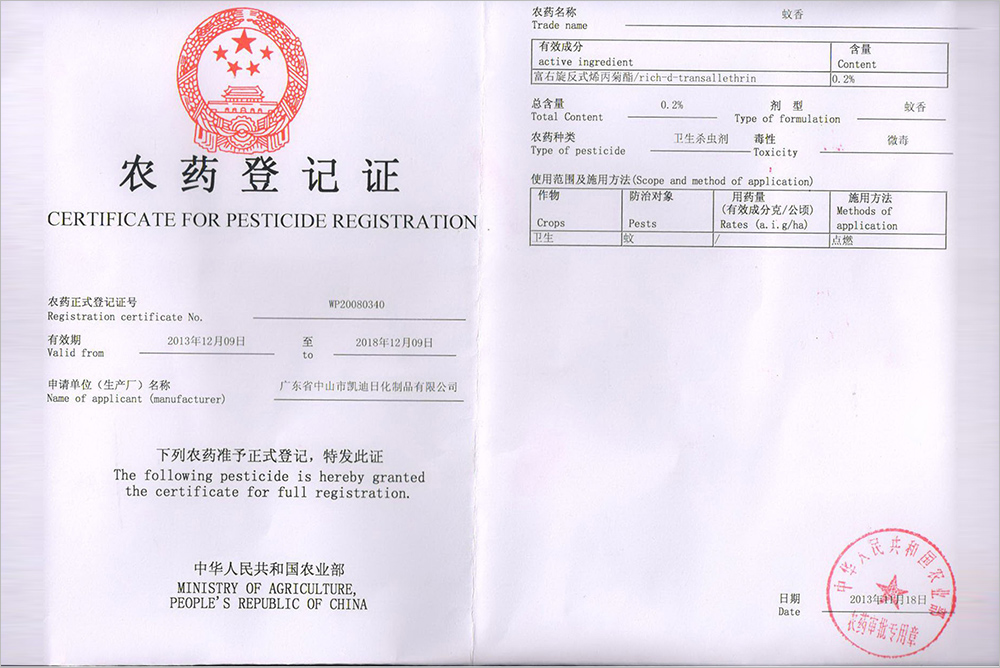 农药登记证
CERTIFICATE FOR PESTICIDE REGISTRATION
农药正式登记证号 WP20080340
Registration certificate No.
有效期 2013年12月09日 至 2018年12月09日
Valid from to
申请单位（生产厂）名称 广东省中山市凯迪日化制品有限公司
Name of applicant (manufacturer)
下列农药准予正式登记，特发此证
The following pesticide is hereby granted
the certificate for full registration.
中华人民共和国农业部
MINISTRY OF AGRICULTURE,
PEOPLE'S REPUBLIC OF CHINA
农药名称 蚊香
Trade name
有效成分 含量
active ingredient Content
富右旋反式烯丙菊酯/rich-d-transallethrin 0.2%
总含量 0.2% 剂 型 蚊香
Total Content Type of formulation
农药种类 卫生杀虫剂 毒性 微毒
Type of pesticide Toxicity
使用范围及施用方法(Scope and method of application)
作物 防治对象 用药量 施用方法
(有效成分克/公顷) Methods of
Crops Pests Rates (a.i.g/ha) application
卫生 蚊 / 点燃
中华人民共和国农业部
日期 2013年11月18日
Date
农药审批专用章